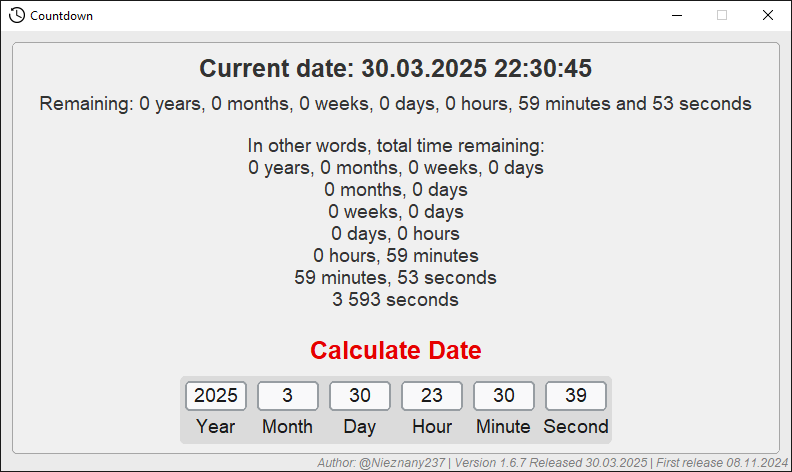 Countdown
Current date: 30.03.2025 22:30:45
Remaining: 0 years, 0 months, 0 weeks, 0 days, 0 hours, 59 minutes and 53 seconds
In other words, total time remaining:
0 years, 0 months, 0 weeks, 0 days
0 months, 0 days
0 weeks, 0 days
0 days, 0 hours
0 hours, 59 minutes
59 minutes, 53 seconds
3 593 seconds
Calculate Date
2025 3 30 23 30 39
Year Month Day Hour Minute Second
Author: @Nieznany237 | Version 1.6.7 Released 30.03.2025 | First release 08.11.2024